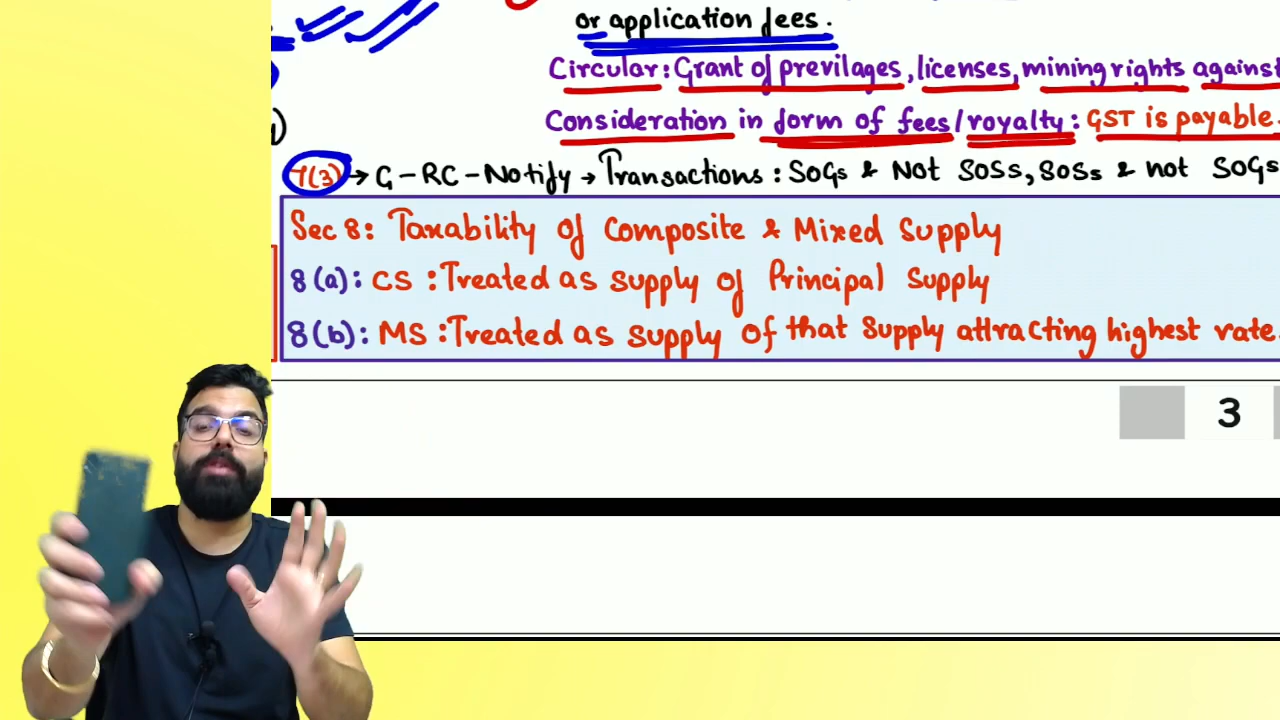 or application fees.
Circular: Grant of previlages, licenses, mining rights against
Consideration in form of fees/royalty: GST is payable.
7(3) → G-RC-Notify → Transactions: SOGs & Not SOSs, SOSs & not SOGs
Sec 8: Taxability of Composite & Mixed Supply
8(a): CS : Treated as supply of Principal Supply
8(b): MS : Treated as supply of that supply attracting highest rate.
3